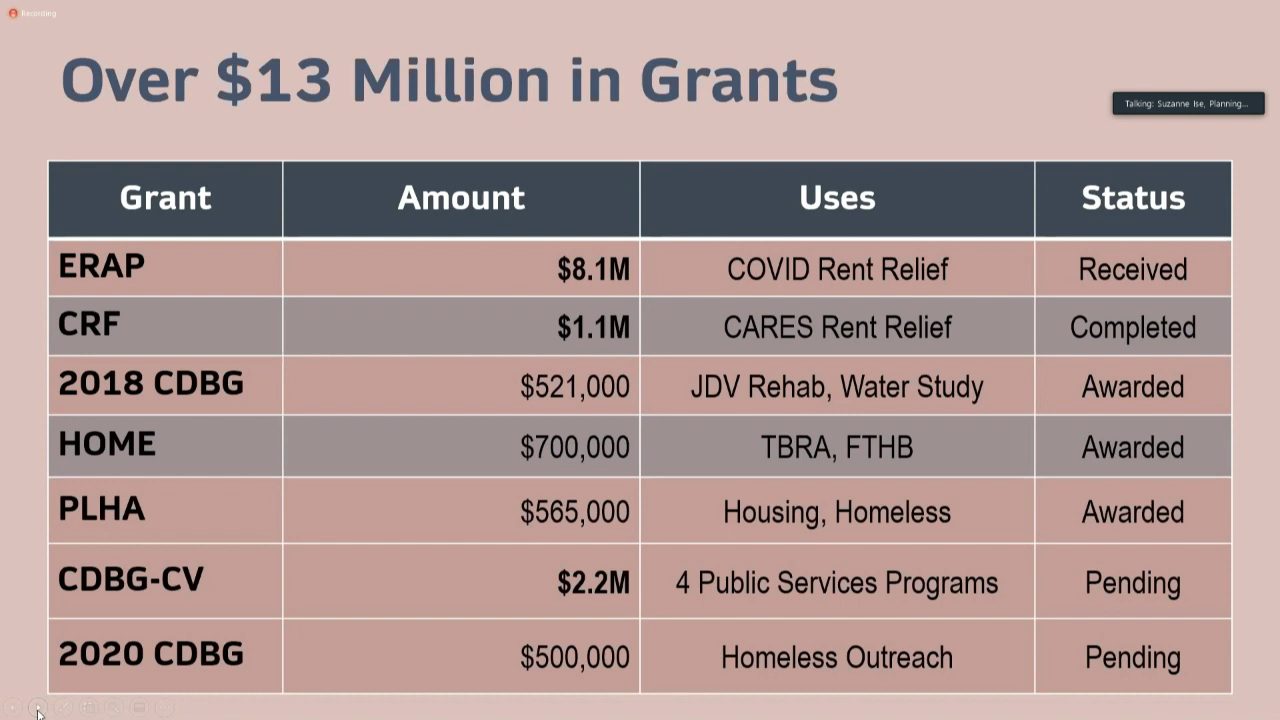 Recording
Over $13 Million in Grants
Talking: Suzanne Ise, Planning...
Grant Amount Uses Status
ERAP $8.1M COVID Rent Relief Received
CRF $1.1M CARES Rent Relief Completed
2018 CDBG $521,000 JDV Rehab, Water Study Awarded
HOME $700,000 TBRA, FTHB Awarded
PLHA $565,000 Housing, Homeless Awarded
CDBG-CV $2.2M 4 Public Services Programs Pending
2020 CDBG $500,000 Homeless Outreach Pending